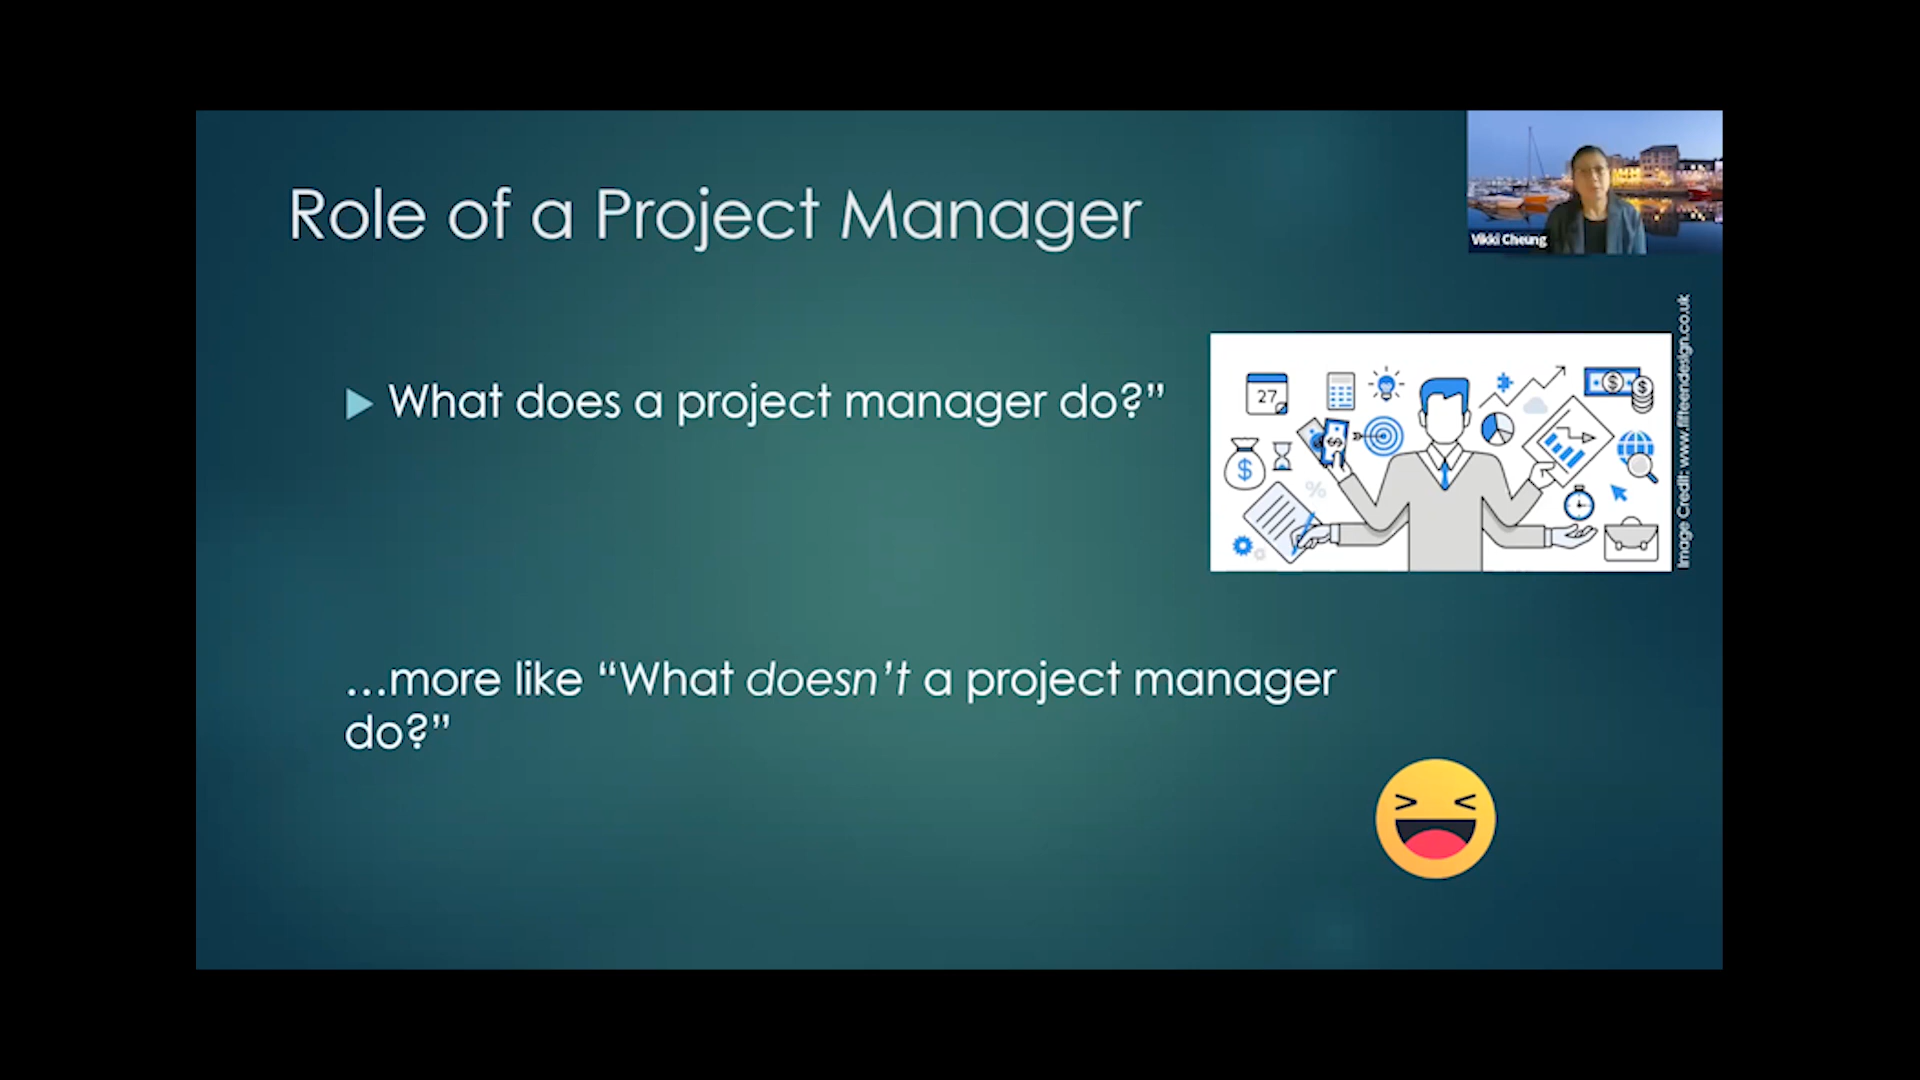 Role of a Project Manager
Vikki Cheung
What does a project manager do?”
27
$
$
$
$
%
Image Credit: www.fifteendesign.co.uk
…more like “What doesn’t a project manager
do?”